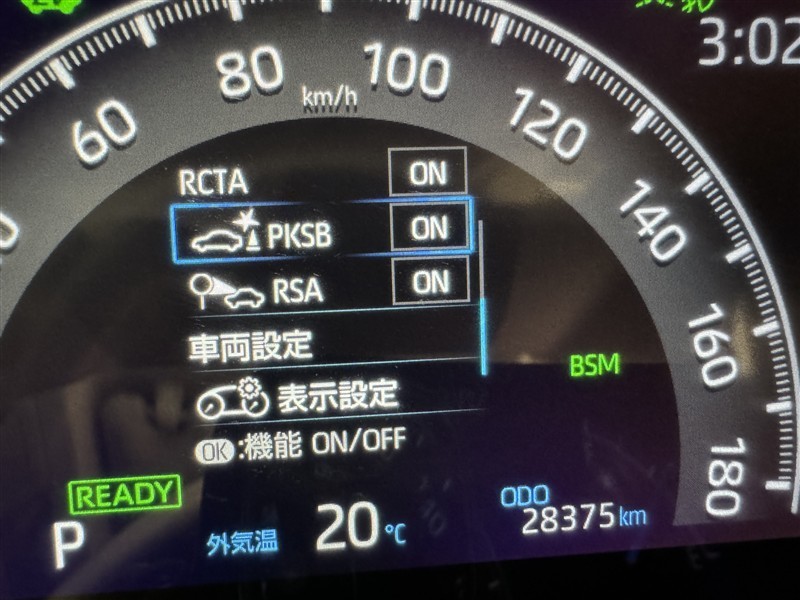 80 100
60 km/h 120
3:02
RCTA ON
PKSB ON
140
RSA ON
車両設定
160
BSM
表示設定
OK:機能 ON/OFF
180
READY
P
外気温 20℃
ODO
28375km